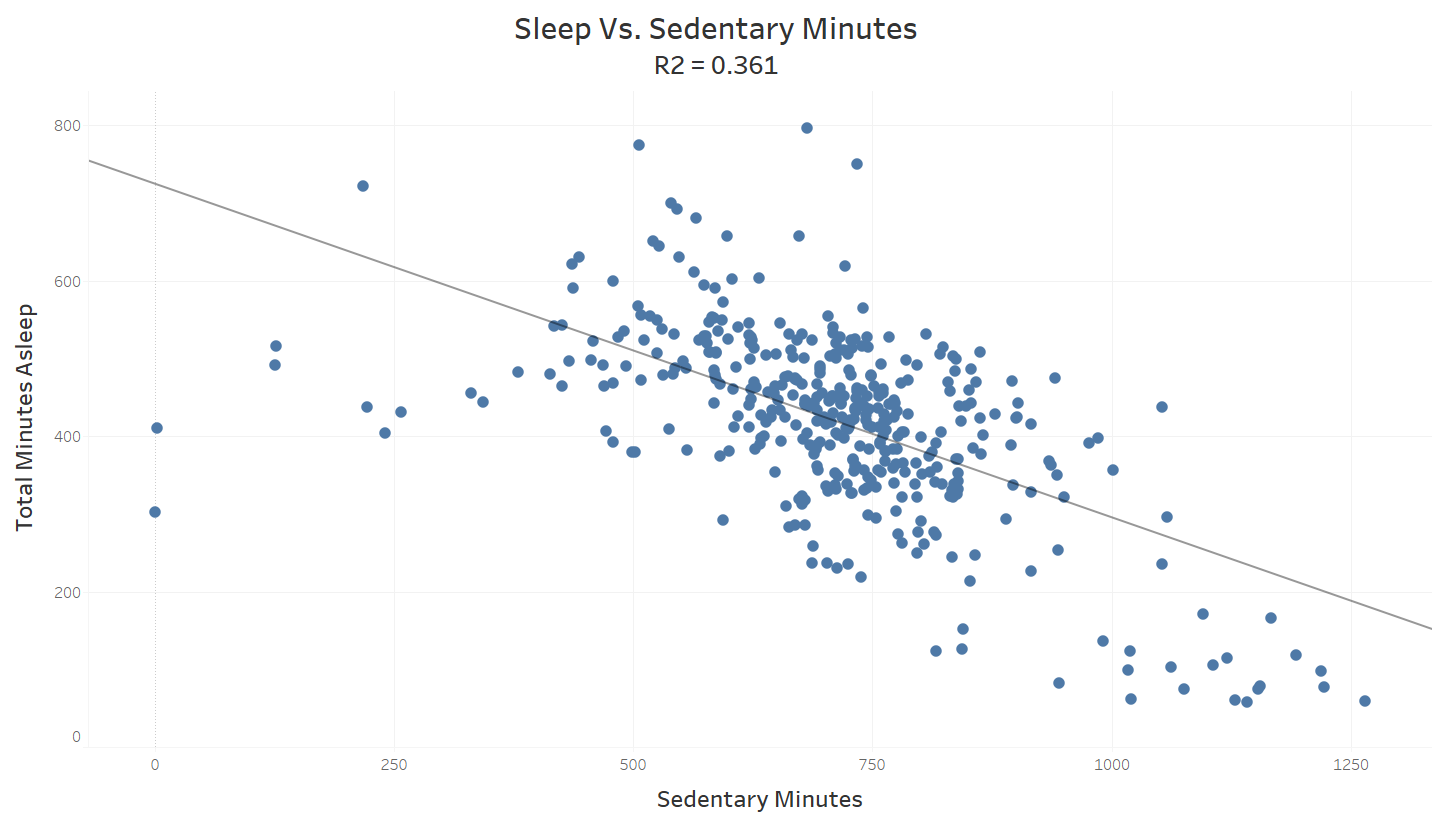 Sleep Vs. Sedentary Minutes
R2 = 0.361
Total Minutes Asleep
800
600
400
200
0
0 250 500 750 1000 1250
Sedentary Minutes